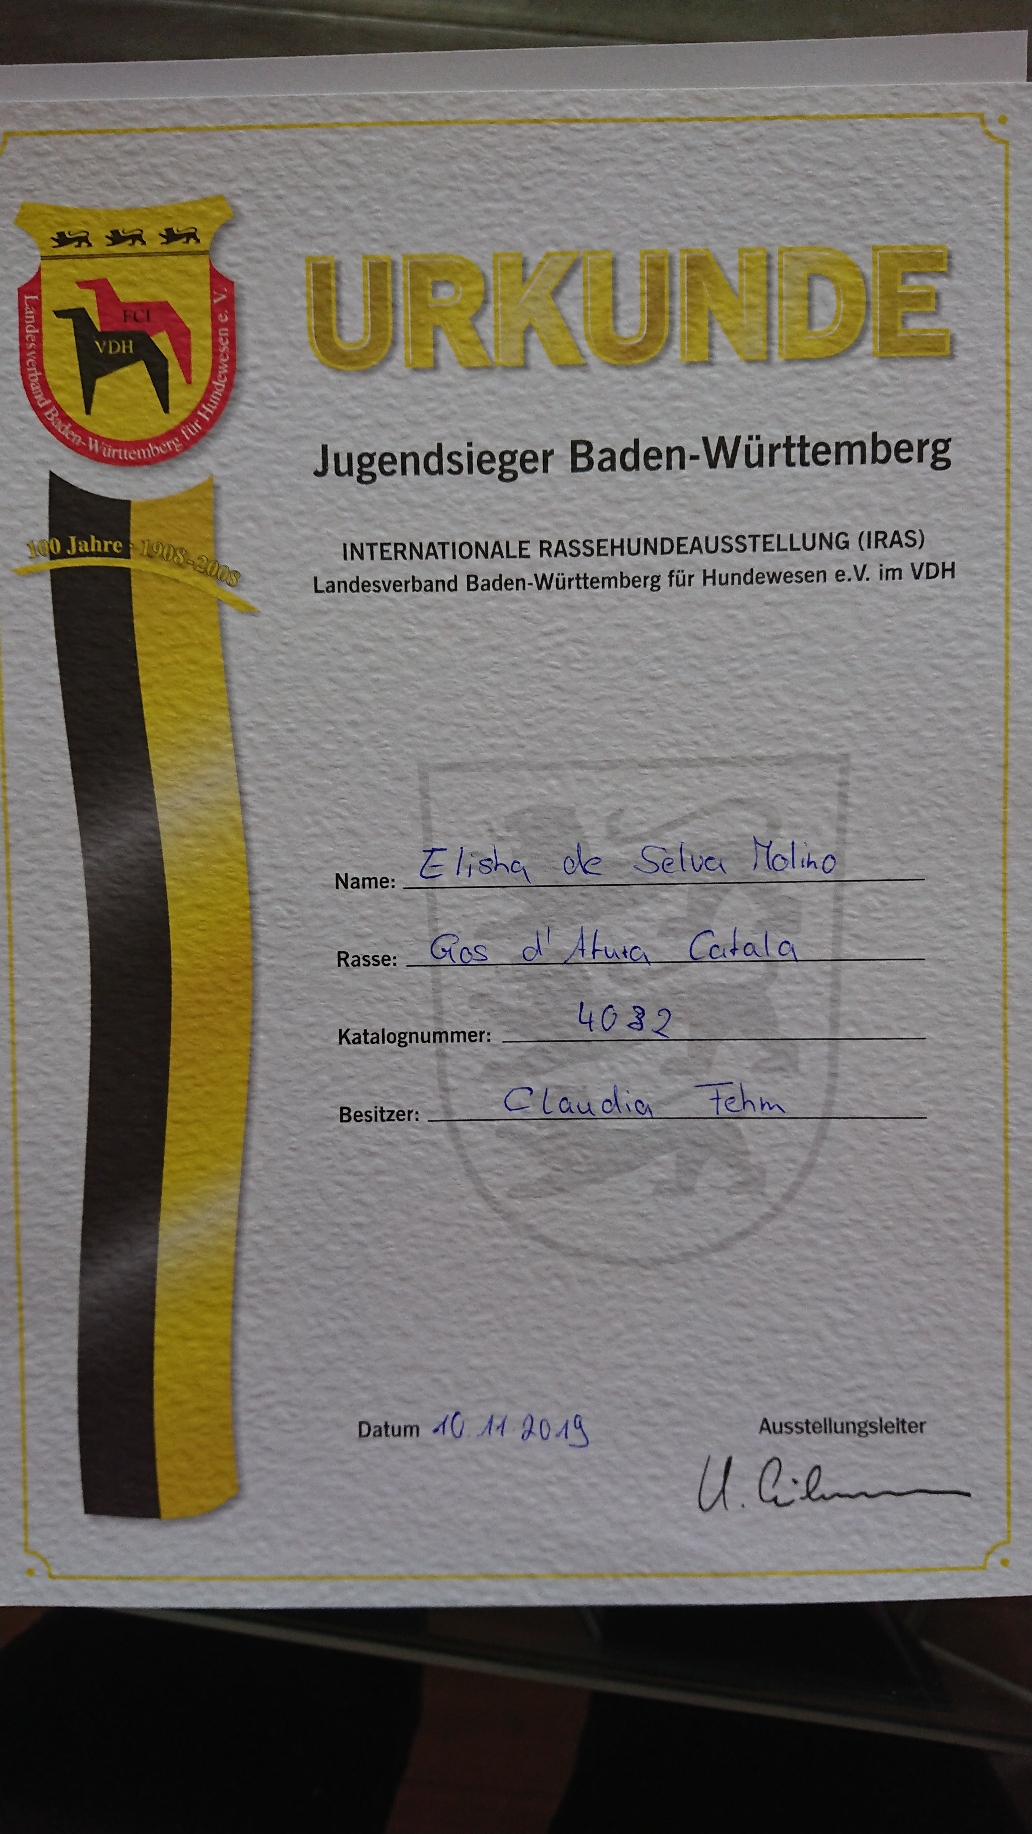 URKUNDE
Jugendsieger Baden-Württemberg
INTERNATIONALE RASSEHUNDEAUSSTELLUNG (IRAS)
Landesverband Baden-Württemberg für Hundewesen e.V. im VDH
FCI
VDH
Landesverband Baden-Württemberg für Hundewesen e. V.
100 Jahre 1908-2008
Name: Elisha de Selva Molino
Rasse: Gos d'Atura Catala
Katalognummer: 4032
Besitzer: Claudia Fehm
Datum 10.11.2019
Ausstellungsleiter
U.